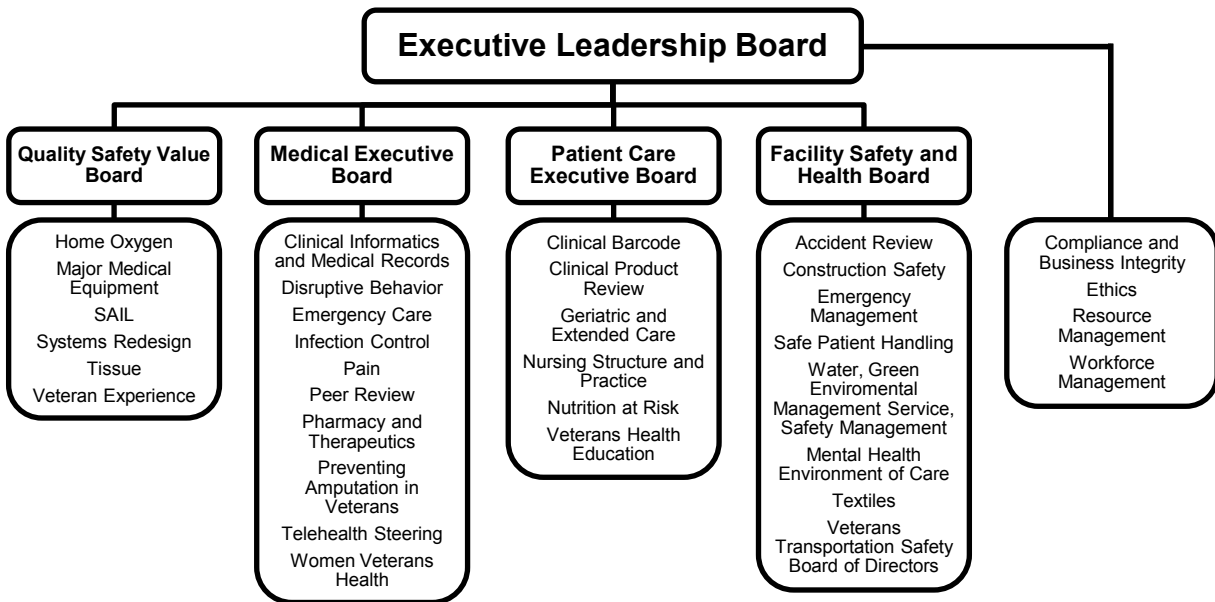 Executive Leadership Board
Quality Safety Value
Board
Medical Executive
Board
Patient Care
Executive Board
Facility Safety and
Health Board
Home Oxygen
Major Medical
Equipment
SAIL
Systems Redesign
Tissue
Veteran Experience
Clinical Informatics
and Medical Records
Disruptive Behavior
Emergency Care
Infection Control
Pain
Peer Review
Pharmacy and
Therapeutics
Preventing
Amputation in
Veterans
Telehealth Steering
Women Veterans
Health
Clinical Barcode
Clinical Product
Review
Geriatric and
Extended Care
Nursing Structure and
Practice
Nutrition at Risk
Veterans Health
Education
Accident Review
Construction Safety
Emergency
Management
Safe Patient Handling
Water, Green
Enviromental
Management Service,
Safety Management
Mental Health
Environment of Care
Textiles
Veterans
Transportation Safety
Board of Directors
Compliance and
Business Integrity
Ethics
Resource
Management
Workforce
Management